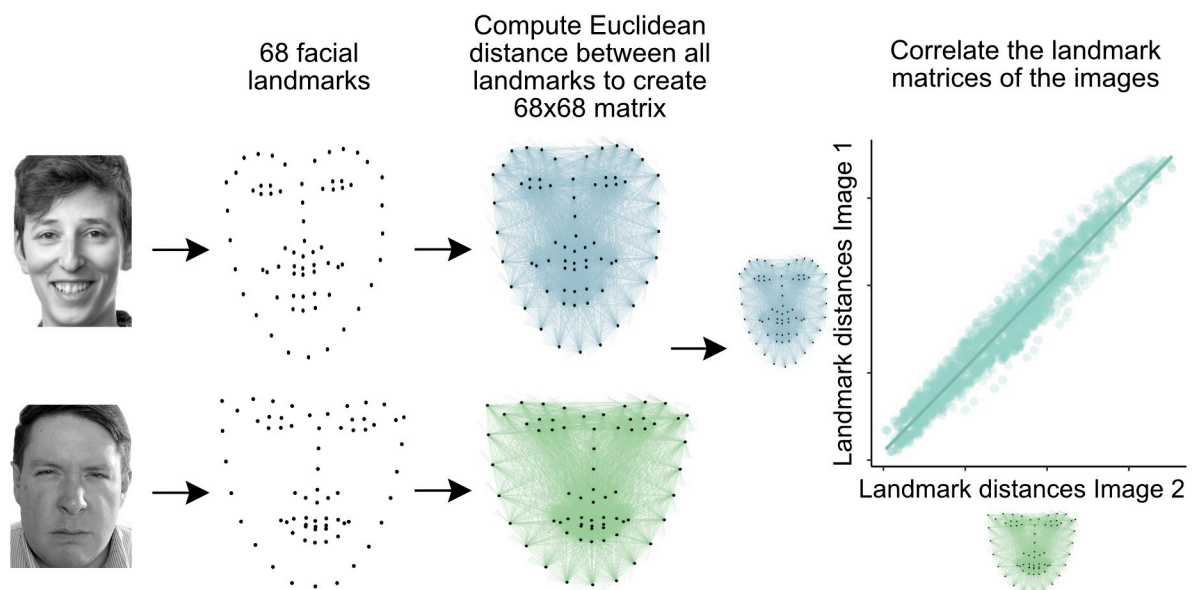 68 facial
landmarks
Compute Euclidean
distance between all
landmarks to create
68x68 matrix
Correlate the landmark
matrices of the images
Landmark distances Image 1
Landmark distances Image 2